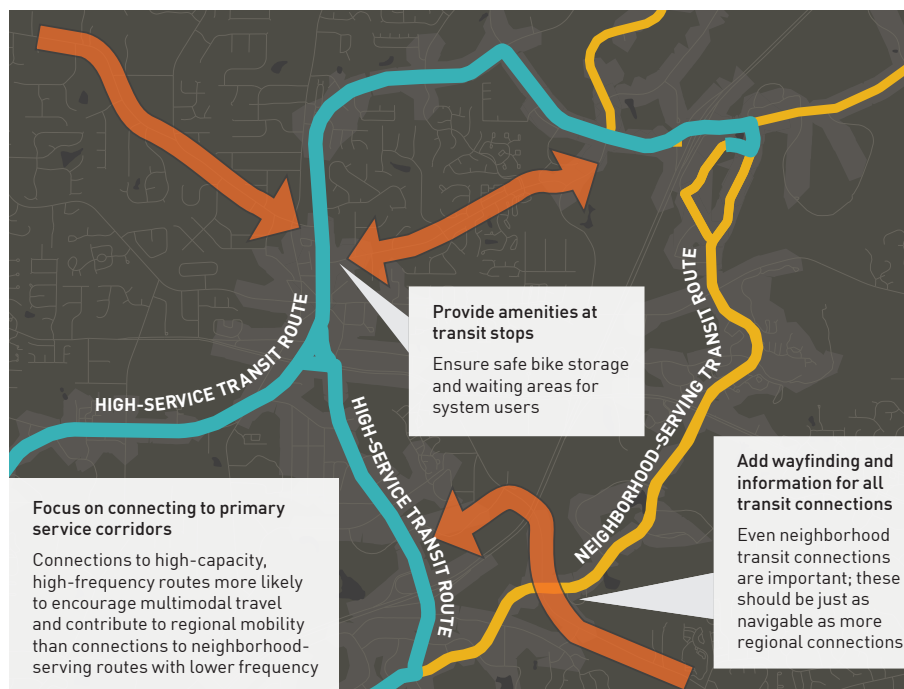 HIGH-SERVICE TRANSIT ROUTE
NEIGHBORHOOD-SERVING TRANSIT ROUTE
Provide amenities at
transit stops
Ensure safe bike storage
and waiting areas for
system users
HIGH-SERVICE TRANSIT ROUTE
Add wayfinding and
information for all
transit connections
Even neighborhood
transit connections
are important; these
should be just as
navigable as more
regional connections
Focus on connecting to primary
service corridors
Connections to high-capacity,
high-frequency routes more likely
to encourage multimodal travel
and contribute to regional mobility
than connections to neighborhood-
serving routes with lower frequency